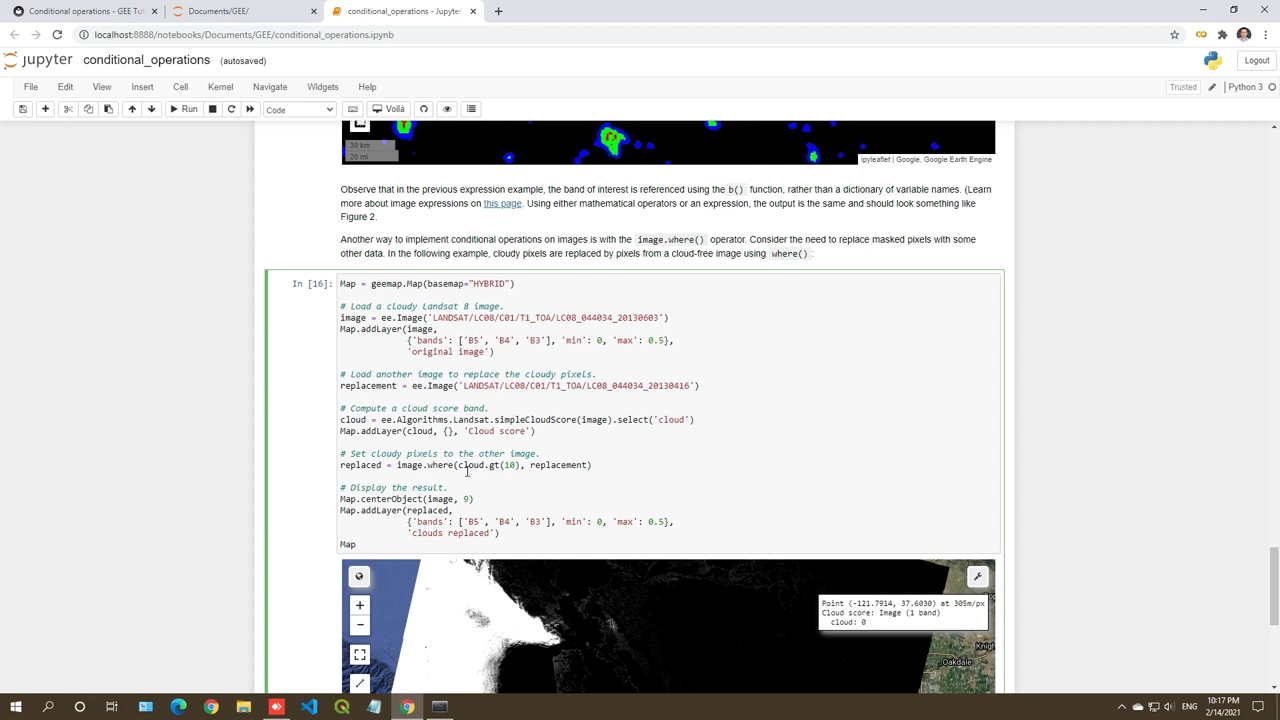 Conditional operations - GEE Tut
Documents/GEE/
conditional_operations - Jupyter
localhost:8888/notebooks/Documents/GEE/conditional_operations.ipynb
jupyter conditional_operations (autosaved)
Logout
File Edit View Insert Cell Kernel Navigate Widgets Help
Trusted
Python 3
Run
Code
Voilà
30 km
20 mi
ipyleaflet | Google, Google Earth Engine
Observe that in the previous expression example, the band of interest is referenced using the b() function, rather than a dictionary of variable names. (Learn
more about image expressions on this page. Using either mathematical operators or an expression, the output is the same and should look something like
Figure 2.
Another way to implement conditional operations on images is with the image.where() operator. Consider the need to replace masked pixels with some
other data. In the following example, cloudy pixels are replaced by pixels from a cloud-free image using where():
In [16]:
Map = geemap.Map(basemap="HYBRID")
# Load a cloudy Landsat 8 image.
image = ee.Image('LANDSAT/LC08/C01/T1_TOA/LC08_044034_20130603')
Map.addLayer(image,
{'bands': ['B5', 'B4', 'B3'], 'min': 0, 'max': 0.5},
'original image')
# Load another image to replace the cloudy pixels.
replacement = ee.Image('LANDSAT/LC08/C01/T1_TOA/LC08_044034_20130416')
# Compute a cloud score band.
cloud = ee.Algorithms.Landsat.simpleCloudScore(image).select('cloud')
Map.addLayer(cloud, {}, 'Cloud score')
# Set cloudy pixels to the other image.
replaced = image.where(cloud.gt(10), replacement)
# Display the result.
Map.centerObject(image, 9)
Map.addLayer(replaced,
{'bands': ['B5', 'B4', 'B3'], 'min': 0, 'max': 0.5},
'clouds replaced')
Map
+
−
Point (-121.7914, 37.6030) at 305m/px
Cloud score: Image (1 band)
cloud: 0
Knigh
Oakdale
ENG
10:17 PM
2/14/2021